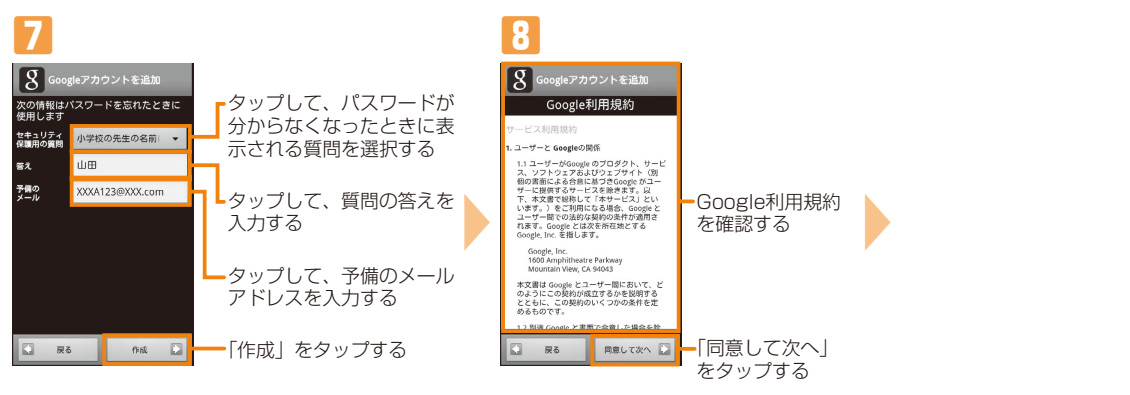 7
Googleアカウントを追加
次の情報はパスワードを忘れたときに
使用します
セキュリティ
保護用の質問
小学校の先生の名前
答え
山田
予備の
メール
XXXA123@XXX.com
戻る
作成
タップして、パスワードが
分からなくなったときに表
示される質問を選択する
タップして、質問の答えを
入力する
タップして、予備のメール
アドレスを入力する
「作成」をタップする
8
Googleアカウントを追加
Google利用規約
サービス利用規約
1. ユーザーと Googleの関係
1.1 ユーザーがGoogle のプロダクト、サービ
ス、ソフトウェアおよびウェブサイト（別
個の書面による合意に基づきGoogle がユー
ザーに提供するサービスを除きます。以
下、本文書で総称して「本サービス」とい
います。）をご利用になる場合、Google と
ユーザー間での法的な契約の条件が適用さ
れます。Google とは次を所在地とする
Google, Inc. を指します。
Google, Inc.
1600 Amphitheatre Parkway
Mountain View, CA 94043
本文書は Google とユーザー間において、ど
のようにこの契約が成立するかを説明する
とともに、この契約のいくつかの条件を定
めるものです。
1.2 別途 Google と書面で合意した場合を除
戻る
同意して次へ
Google利用規約
を確認する
「同意して次へ」
をタップする